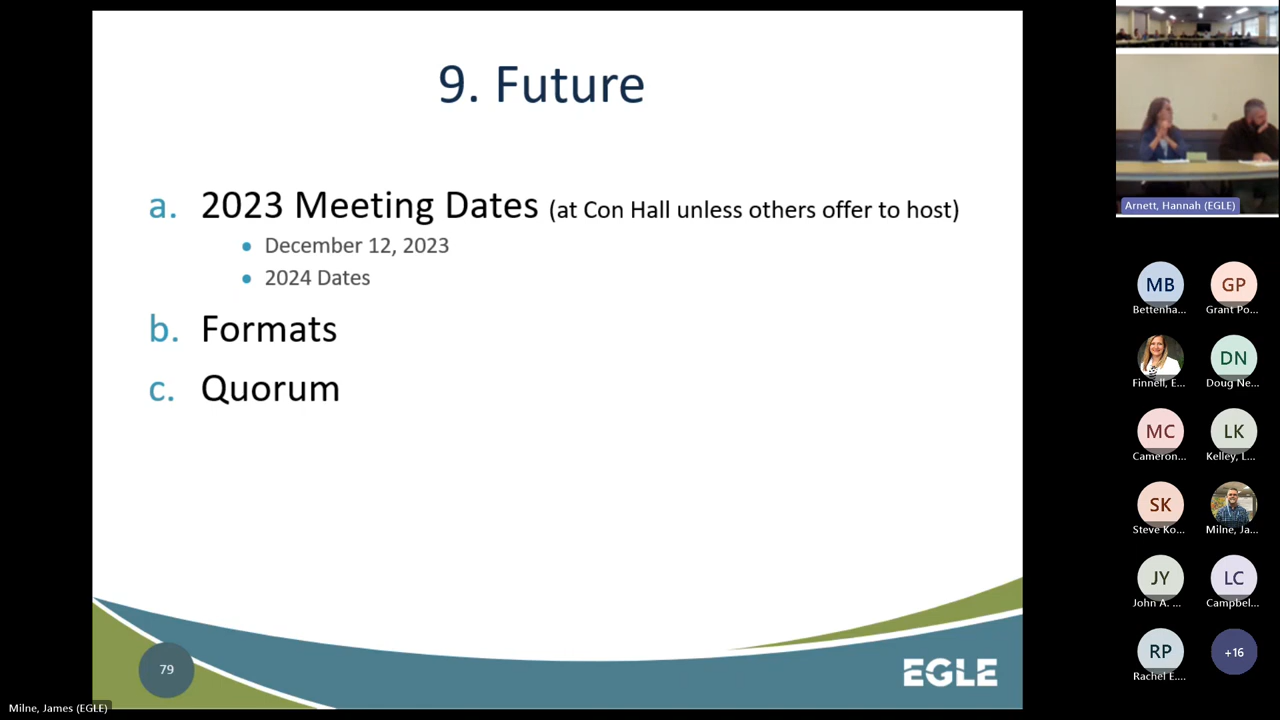 9. Future
a. 2023 Meeting Dates (at Con Hall unless others offer to host)
• December 12, 2023
• 2024 Dates
b. Formats
c. Quorum
79
EGLE
Milne, James (EGLE)
Arnett, Hannah (EGLE)
MB
GP
Bettenha...
Grant Po...
DN
Finnell, E...
Doug Ne...
MC
LK
Cameron...
Kelley, L...
SK
Steve Ko...
Milne, Ja...
JY
LC
John A. ...
Campbel...
RP
+16
Rachel E....